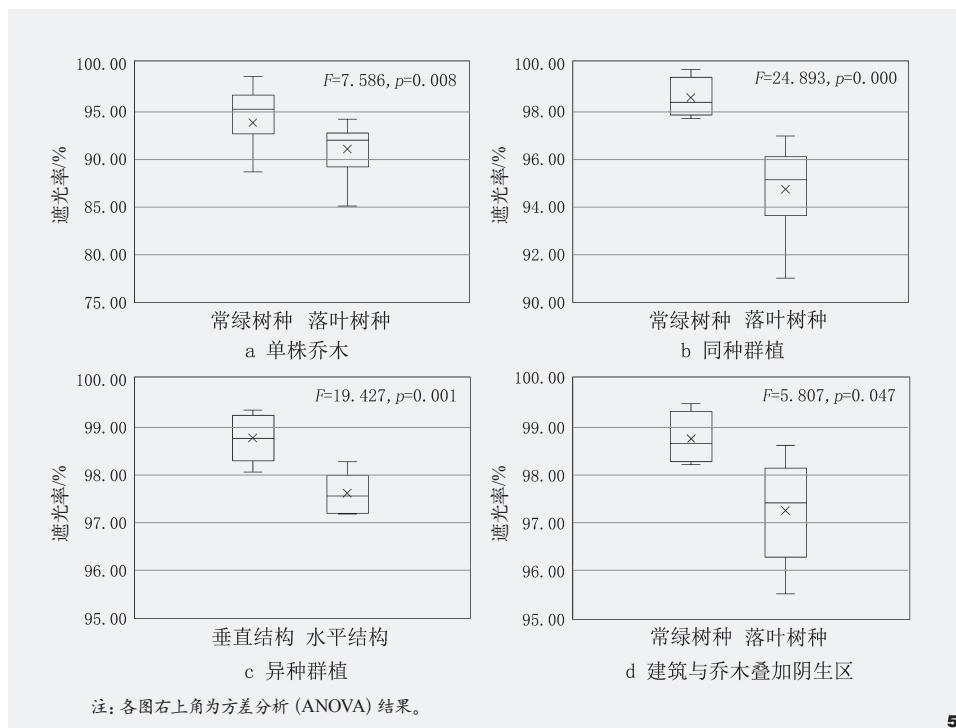 100.00
95.00
90.00
85.00
80.00
75.00
遮光率/%
F=7.586, p=0.008
常绿树种 落叶树种
a 单株乔木
100.00
98.00
96.00
94.00
92.00
90.00
遮光率/%
F=24.893, p=0.000
常绿树种 落叶树种
b 同种群植
100.00
99.00
98.00
97.00
96.00
95.00
遮光率/%
F=19.427, p=0.001
垂直结构 水平结构
c 异种群植
100.00
99.00
98.00
97.00
96.00
95.00
遮光率/%
F=5.807, p=0.047
常绿树种 落叶树种
d 建筑与乔木叠加阴生区
注: 各图右上角为方差分析 (ANOVA) 结果。
5